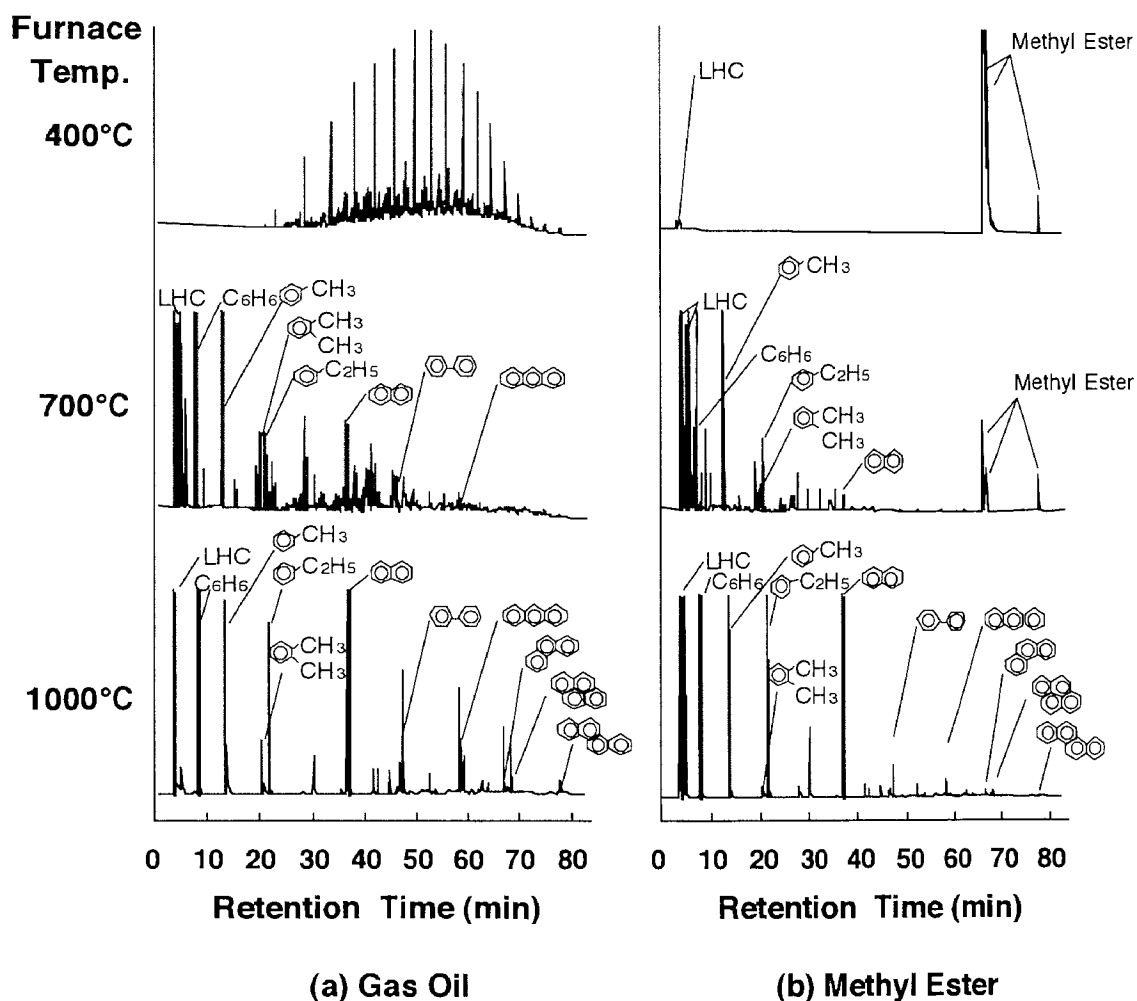 Furnace
Temp.
400°C
LHC
Methyl Ester
LHC
C6H6
CH3
CH3
CH3
C2H5
700°C
LHC
CH3
C6H6
C2H5
CH3
CH3
Methyl Ester
LHC
C6H6
CH3
C2H5
CH3
CH3
1000°C
LHC
C6H6
CH3
C2H5
CH3
CH3
0 10 20 30 40 50 60 70 80
0 10 20 30 40 50 60 70 80
Retention Time (min)
Retention Time (min)
(a) Gas Oil
(b) Methyl Ester